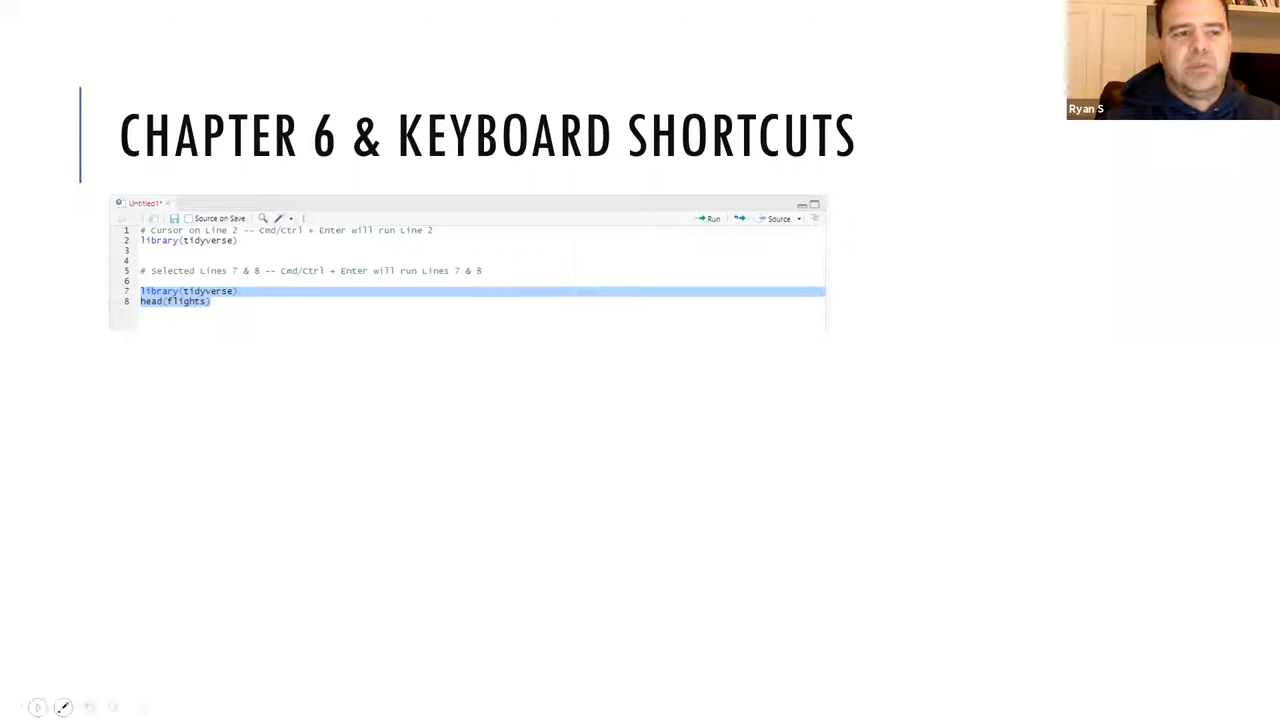 Ryan S
CHAPTER 6 & KEYBOARD SHORTCUTS
Untitled1*
Source on Save
Run
Source
1 # Cursor on Line 2 -- Cmd/Ctrl + Enter will run Line 2
2 library(tidyverse)
3
4
5 # Selected Lines 7 & 8 -- Cmd/Ctrl + Enter will run Lines 7 & 8
6
7 library(tidyverse)
8 head(flights)